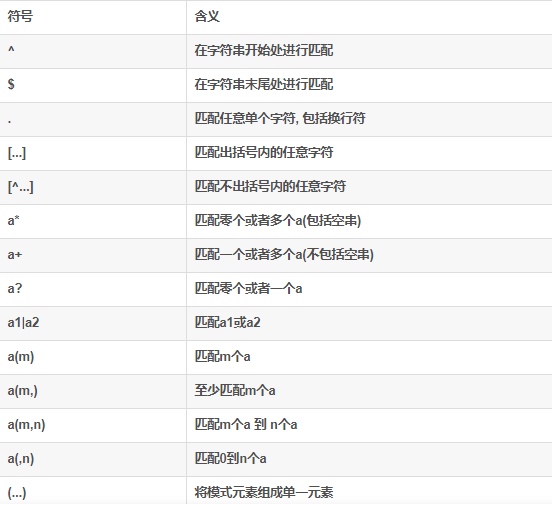 符号 含义
^ 在字符串开始处进行匹配
$ 在字符串末尾处进行匹配
. 匹配任意单个字符, 包括换行符
[...] 匹配出括号内的任意字符
[^...] 匹配不出括号内的任意字符
a* 匹配零个或者多个a(包括空串)
a+ 匹配一个或者多个a(不包括空串)
a? 匹配零个或者一个a
a1|a2 匹配a1或a2
a(m) 匹配m个a
a(m,) 至少匹配m个a
a(m,n) 匹配m个a 到 n个a
a(,n) 匹配0到n个a
(...) 将模式元素组成单一元素